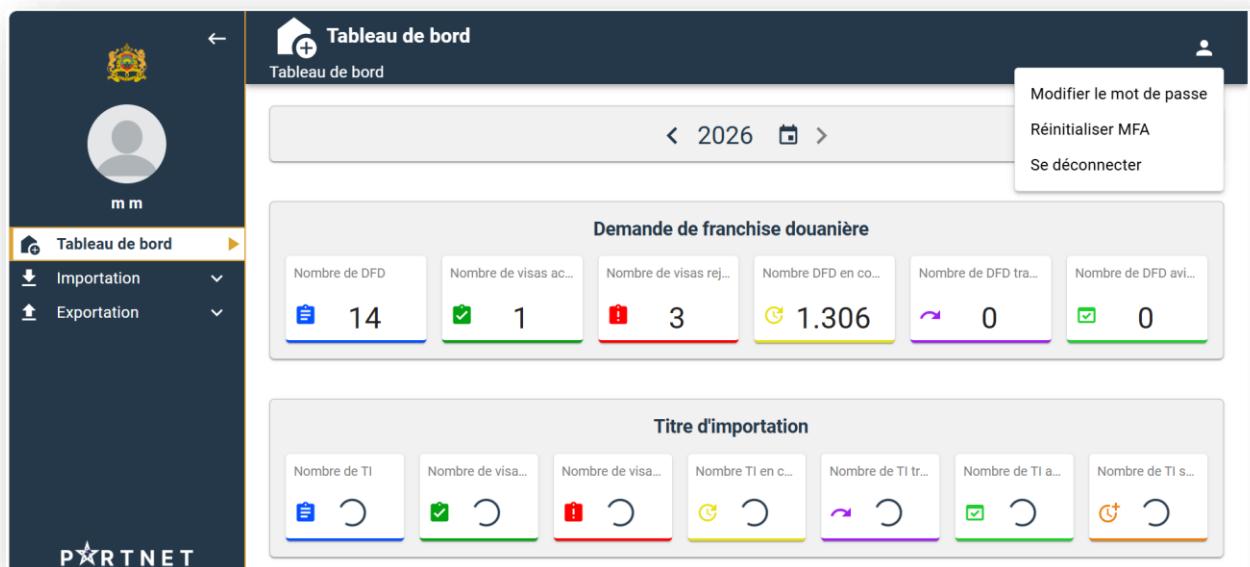 Tableau de bord
Tableau de bord
Modifier le mot de passe
Réinitialiser MFA
Se déconnecter
2026
m m
Tableau de bord
Importation
Exportation
Demande de franchise douanière
Nombre de DFD
Nombre de visas ac...
Nombre de visas rej...
Nombre DFD en co...
Nombre de DFD tra...
Nombre de DFD avi...
14
1
3
1.306
0
0
Titre d'importation
Nombre de TI
Nombre de visa...
Nombre de visa...
Nombre TI en c...
Nombre de TI tr...
Nombre de TI a...
Nombre de TI s...
PARTNET